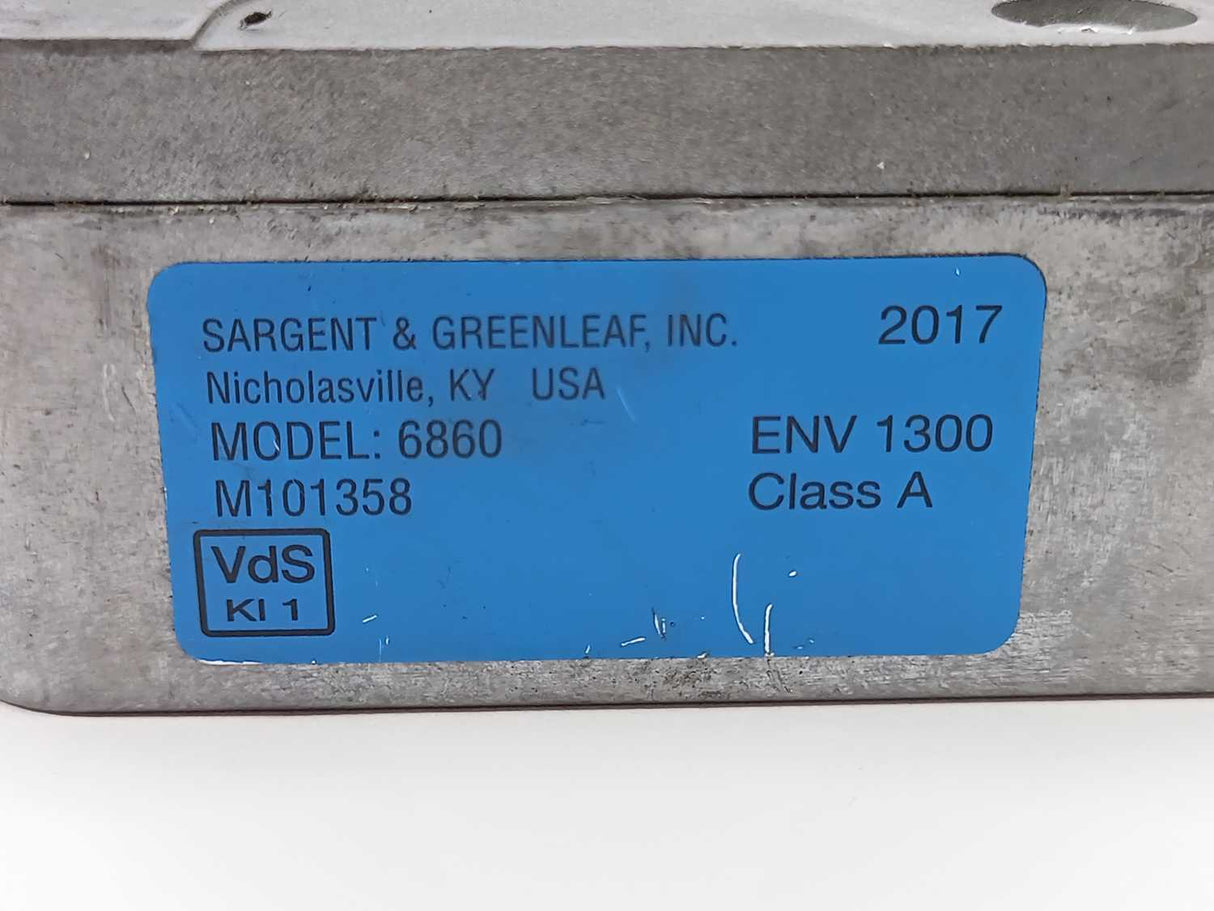 SARGENT & GREENLEAF, INC. 2017
Nicholasville, KY USA
MODEL: 6860 ENV 1300
M101358 Class A
VdS
Kl 1